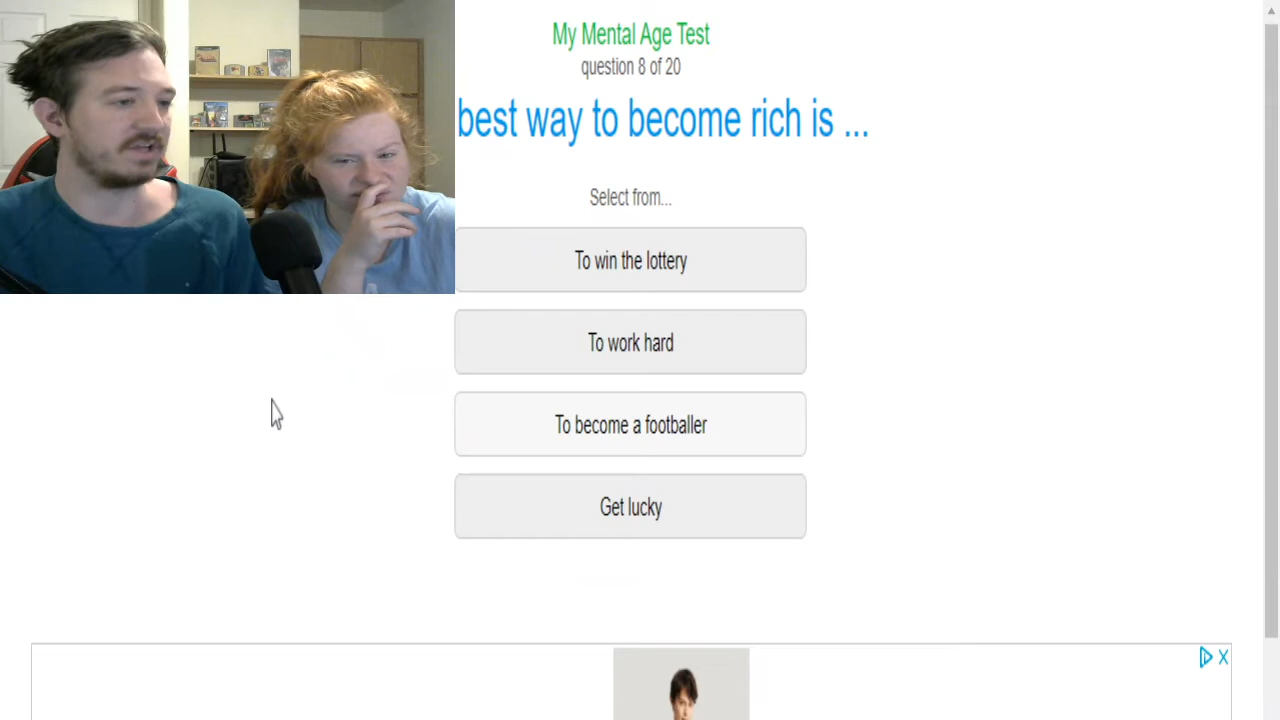 My Mental Age Test
question 8 of 20
best way to become rich is ...
Select from...
To win the lottery
To work hard
To become a footballer
Get lucky
X